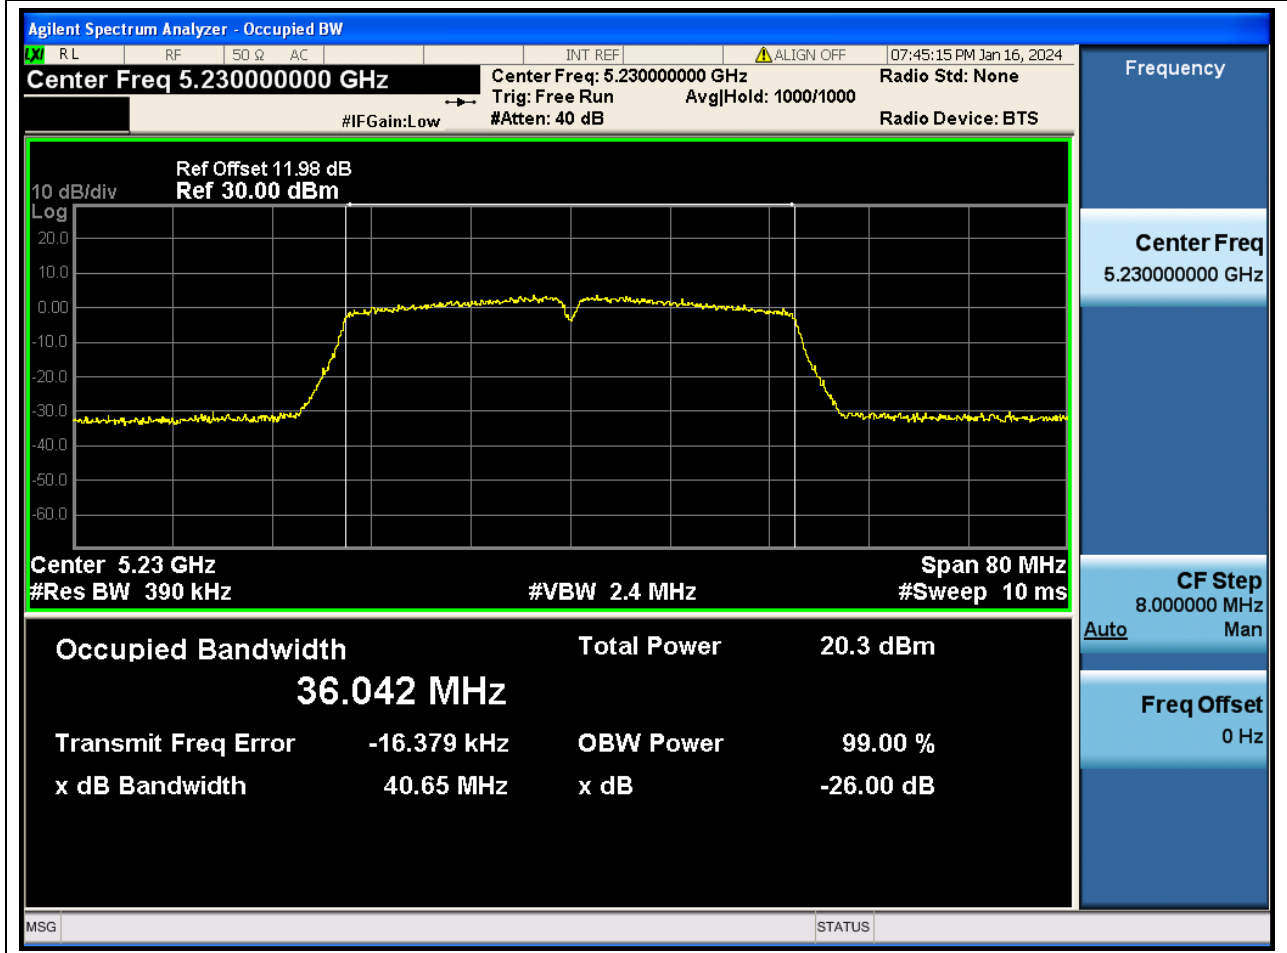 Agilent Spectrum Analyzer - Occupied BW
LXI RL RF 50 Ω AC INT REF ALIGN OFF 07:45:15 PM Jan 16, 2024
Center Freq 5.230000000 GHz
Center Freq: 5.230000000 GHz
Radio Std: None
Trig: Free Run Avg|Hold: 1000/1000
#IFGain:Low
#Atten: 40 dB
Radio Device: BTS
Ref Offset 11.98 dB
10 dB/div Ref 30.00 dBm
Log
20.0
10.0
0.00
-10.0
-20.0
-30.0
-40.0
-50.0
-60.0
Center 5.23 GHz Span 80 MHz
#Res BW 390 kHz #VBW 2.4 MHz #Sweep 10 ms
Occupied Bandwidth Total Power 20.3 dBm
36.042 MHz
Transmit Freq Error -16.379 kHz OBW Power 99.00 %
x dB Bandwidth 40.65 MHz x dB -26.00 dB
MSG STATUS
Frequency
Center Freq
5.230000000 GHz
CF Step
8.000000 MHz
Auto Man
Freq Offset
0 Hz